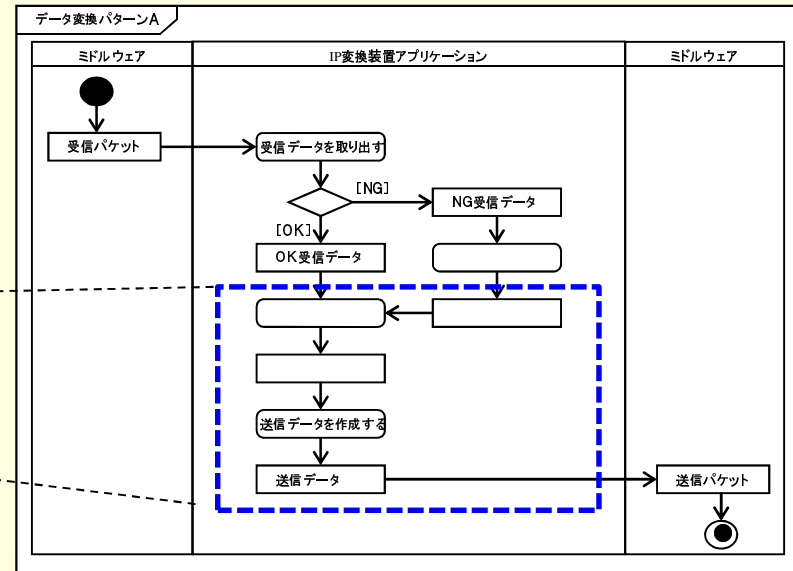 データ変換パターンA
ミドルウェア
IP変換装置アプリケーション
ミドルウェア
受信パケット
受信データを取り出す
[NG]
NG受信データ
[OK]
OK受信データ
送信データを作成する
送信データ
送信パケット